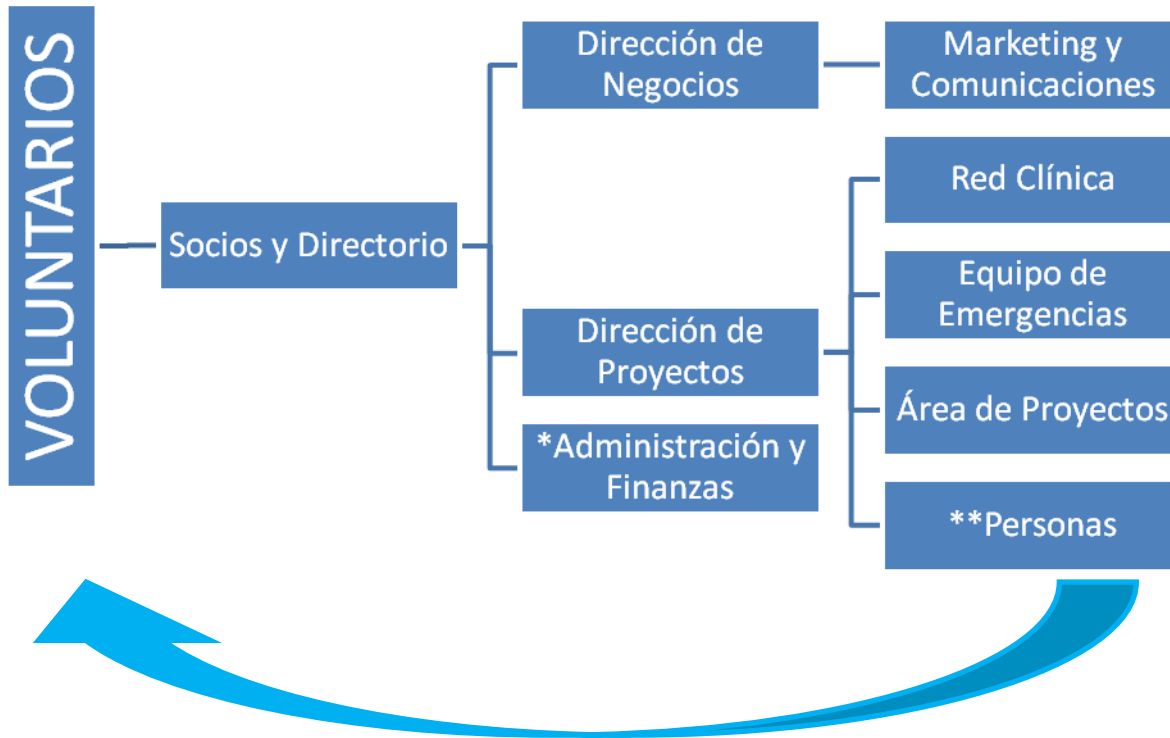 VOLUNTARIOS
Socios y Directorio
Dirección de
Negocios
Marketing y
Comunicaciones
Dirección de
Proyectos
Red Clínica
Equipo de
Emergencias
Área de Proyectos
**Personas
*Administración y
Finanzas